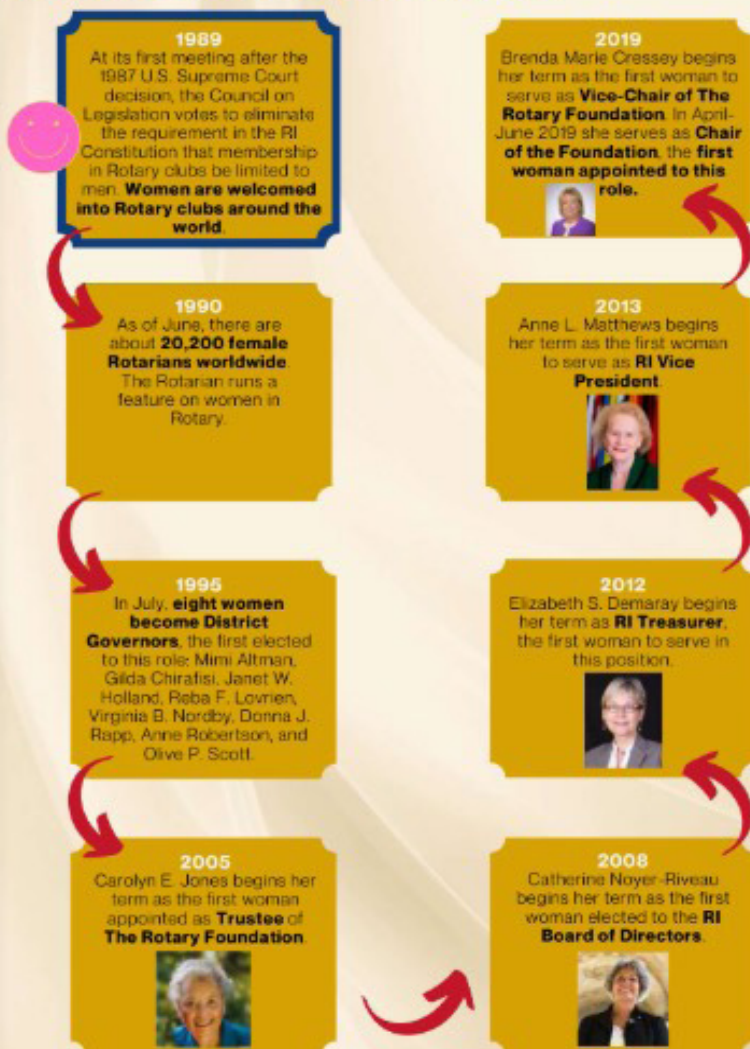 1989
At its first meeting after the
1987 U.S. Supreme Court
decision, the Council on
Legislation votes to eliminate
the requirement in the RI
Constitution that membership
in Rotary clubs be limited to
men. Women are welcomed
into Rotary clubs around the
world.
1990
As of June, there are
about 20,200 female
Rotarians worldwide.
The Rotarian runs a
feature on women in
Rotary.
1995
In July, eight women
become District
Governors, the first elected
to this role: Mimi Altman,
Gilda Chirafisi, Janet W.
Holland, Reba F. Lovrien,
Virginia B. Nordby, Donna J.
Rapp, Anne Robertson, and
Olive P. Scott.
2005
Carolyn E. Jones begins her
term as the first woman
appointed as Trustee of
The Rotary Foundation.
2008
Catherine Noyer-Riveau
begins her term as the first
woman elected to the RI
Board of Directors.
2012
Elizabeth S. Demaray begins
her term as RI Treasurer,
the first woman to serve in
this position.
2013
Anne L. Matthews begins
her term as the first woman
to serve as RI Vice
President.
2019
Brenda Marie Cressey begins
her term as the first woman to
serve as Vice-Chair of The
Rotary Foundation. In April-
June 2019 she serves as Chair
of the Foundation, the first
woman appointed to this
role.